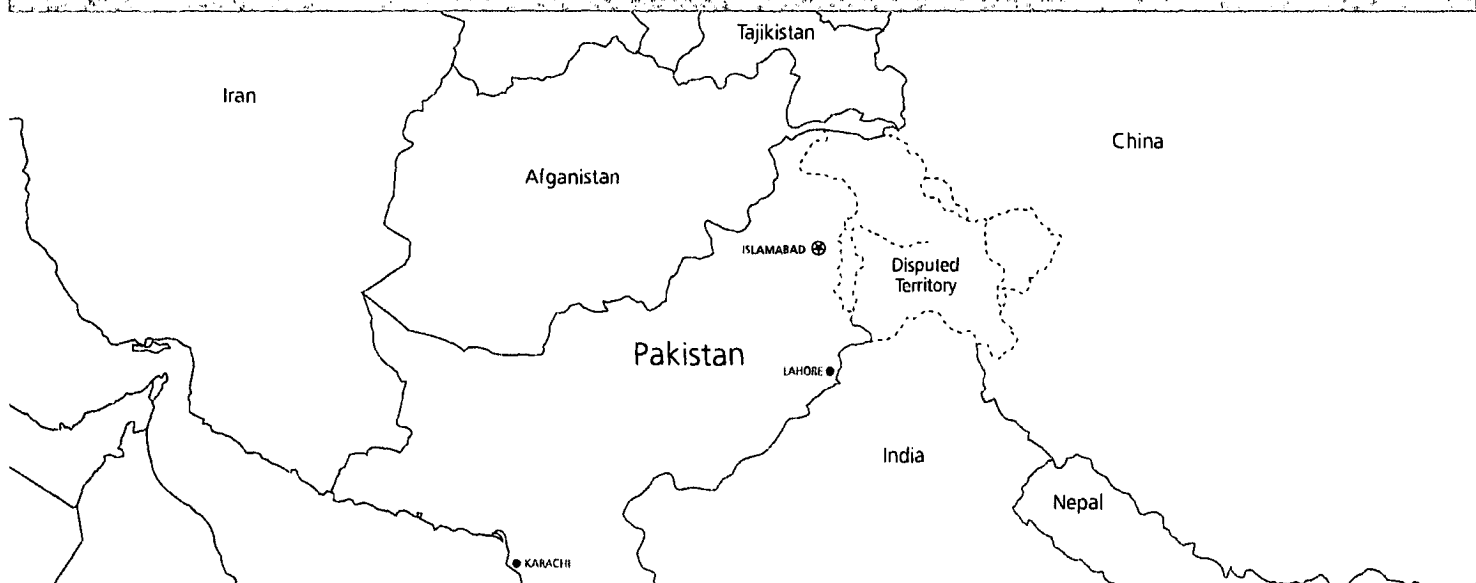 Tajikistan
Iran
China
Afganistan
ISLAMABAD
Disputed
Territory
Pakistan
LAHORE
India
Nepal
KARACHI